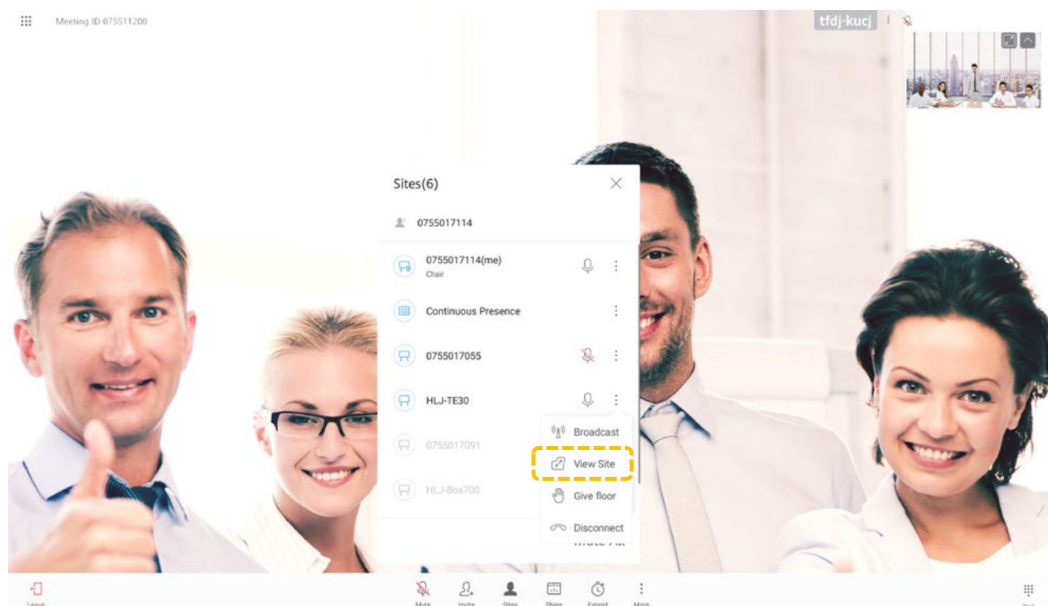 Meeting ID 075511200
tfdj-kucj
Sites(6)
0755017114
0755017114(me)
Chair
Continuous Presence
0755017055
HLJ-TE30
0755017091
HLJ-Box700
Broadcast
View Site
Give floor
Disconnect
Leave
Mute
Invite
Sites
Share
Extend
More